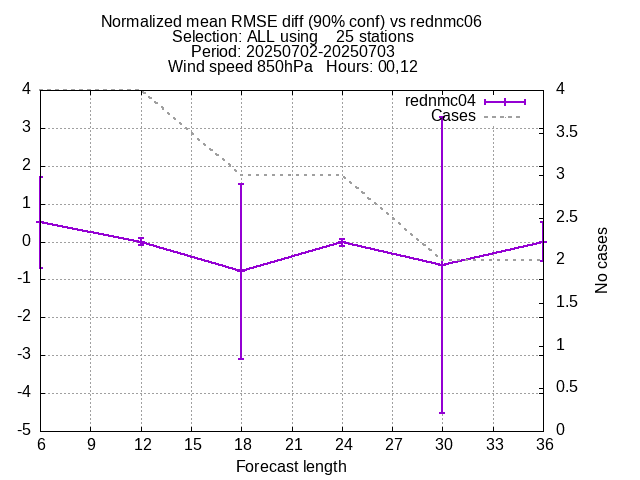 Normalized mean RMSE diff (90% conf) vs rednmc06
Selection: ALL using    25 stations
Period: 20250702-20250703
Wind speed 850hPa   Hours: 00,12
rednmc04
Cases
4
3
2
1
0
-1
-2
-3
-4
-5
4
3.5
3
2.5
2
1.5
1
0.5
0
No cases
6 9 12 15 18 21 24 27 30 33 36
Forecast length